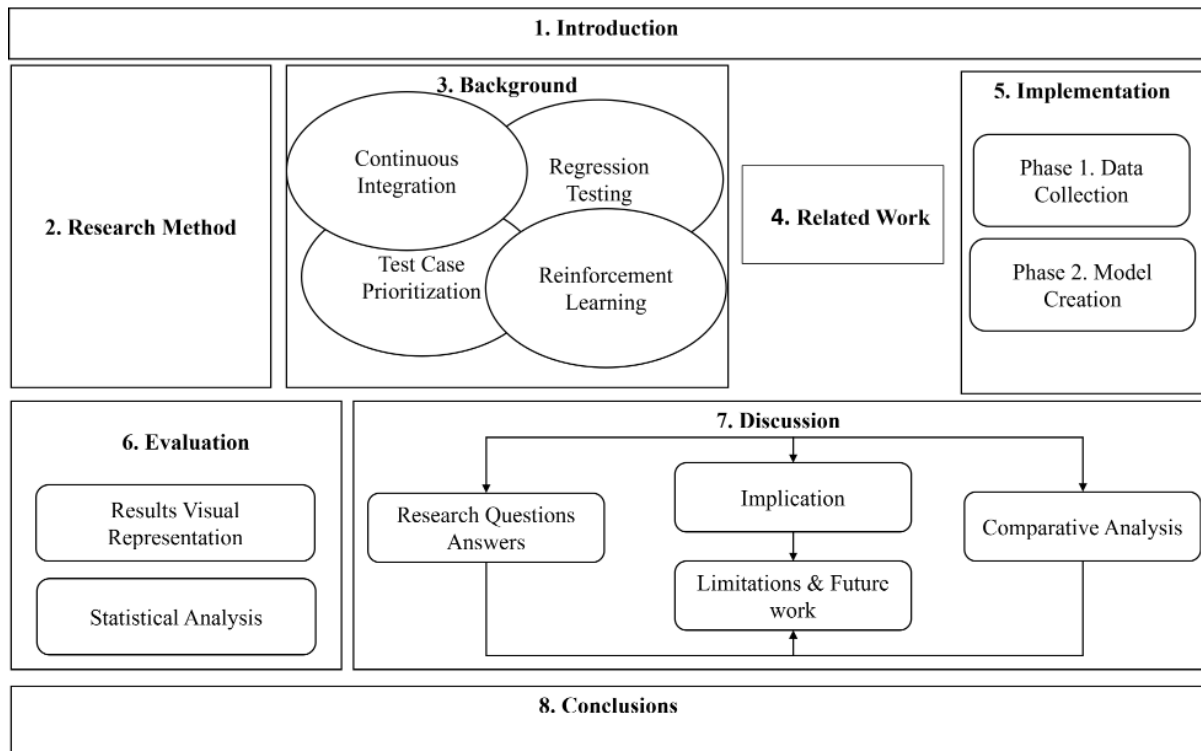 1. Introduction
2. Research Method
3. Background
Continuous
Integration
Regression
Testing
Test Case
Prioritization
Reinforcement
Learning
4. Related Work
5. Implementation
Phase 1. Data
Collection
Phase 2. Model
Creation
6. Evaluation
Results Visual
Representation
Statistical Analysis
7. Discussion
Research Questions
Answers
Implication
Limitations & Future
work
Comparative Analysis
8. Conclusions